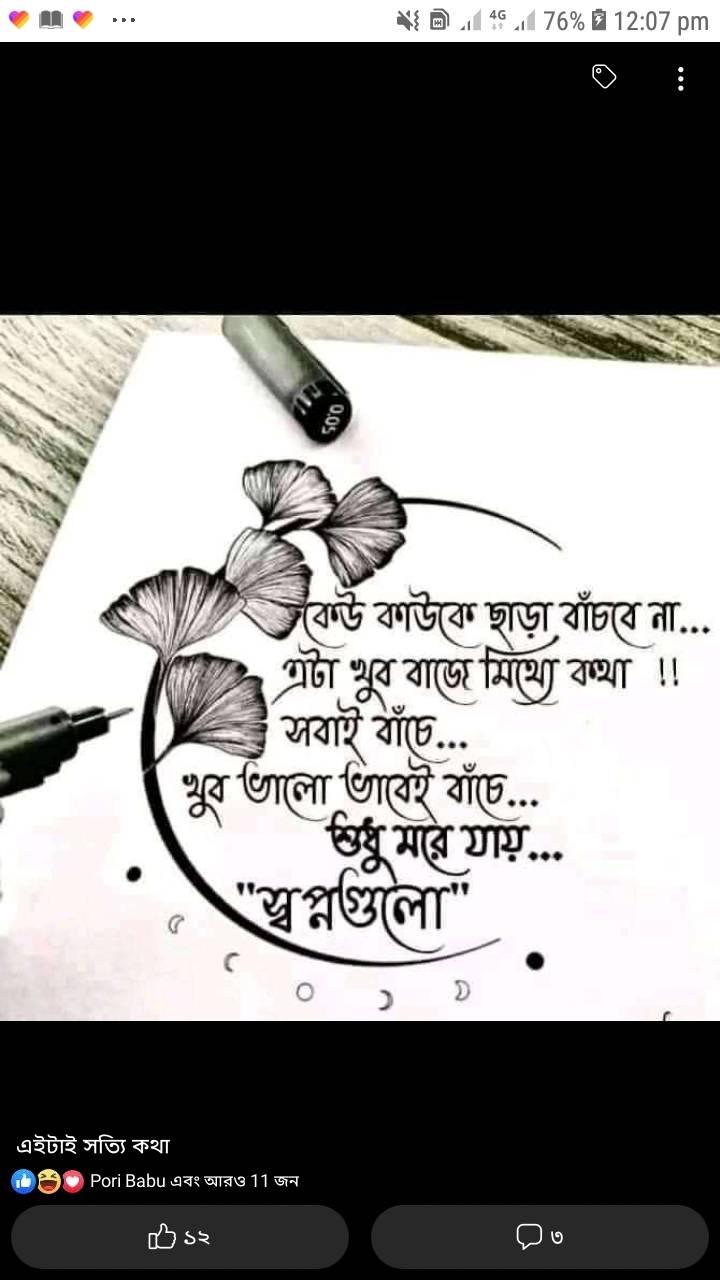 76% 12:07 pm
4G
0.05
কেউ কাউকে ছাড়া বাঁচবে না...
এটা খুব বাজে মিথ্যে কথা !!
সবাই বাঁচে...
খুব ভালো ভাবেই বাঁচে...
শুধু মরে যায়...
"স্বপ্নগুলো"
এইটাই সত্যি কথা
Pori Babu এবং আরও 11 জন
১২
৩